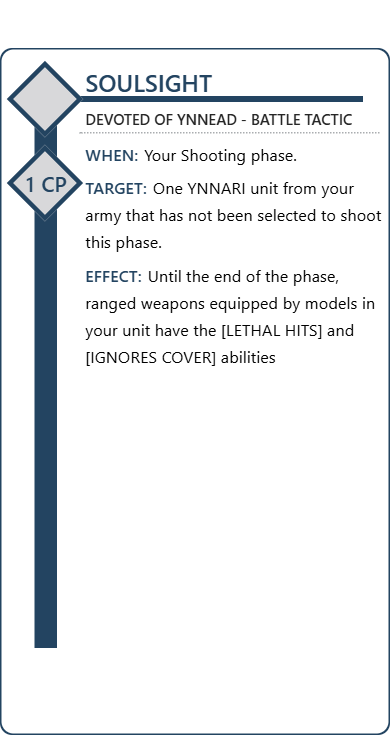 SOULSIGHT
DEVOTED OF YNNEAD - BATTLE TACTIC
WHEN: Your Shooting phase.
1 CP
TARGET: One YNNARI unit from your
army that has not been selected to shoot
this phase.
EFFECT: Until the end of the phase,
ranged weapons equipped by models in
your unit have the [LETHAL HITS] and
[IGNORES COVER] abilities